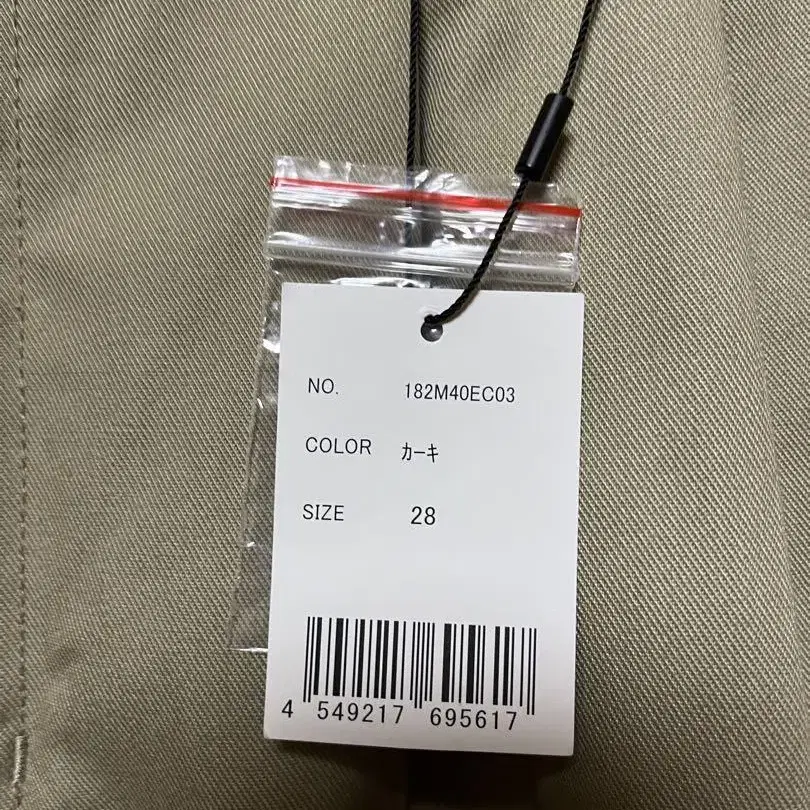 NO. 182M40EC03
COLOR ｶｰｷ
SIZE 28
4 549217 695617